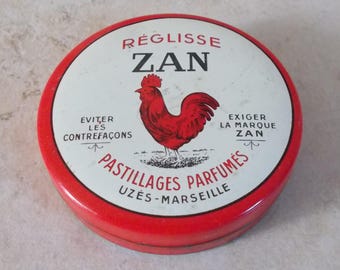 RÉGLISSE
ZAN
ÉVITER
LES
CONTREFAÇONS
EXIGER
LA MARQUE
ZAN
PASTILLAGES PARFUMÉS
UZÈS-MARSEILLE